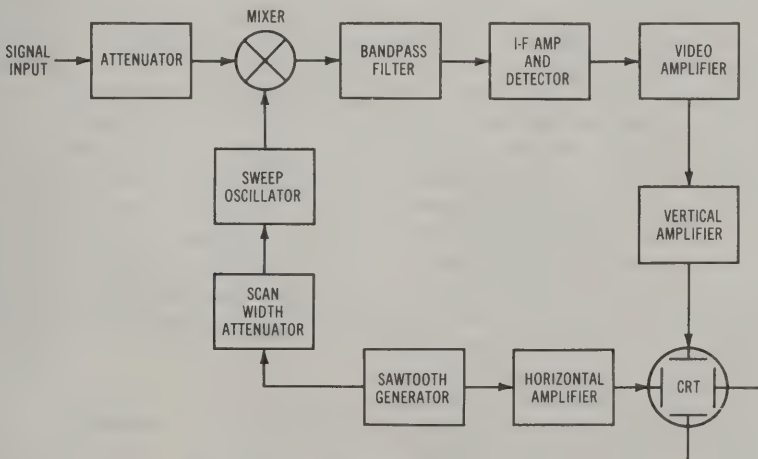 SIGNAL
INPUT
ATTENUATOR
MIXER
BANDPASS
FILTER
I-F AMP
AND
DETECTOR
VIDEO
AMPLIFIER
SWEEP
OSCILLATOR
VERTICAL
AMPLIFIER
SCAN
WIDTH
ATTENUATOR
SAWTOOTH
GENERATOR
HORIZONTAL
AMPLIFIER
CRT